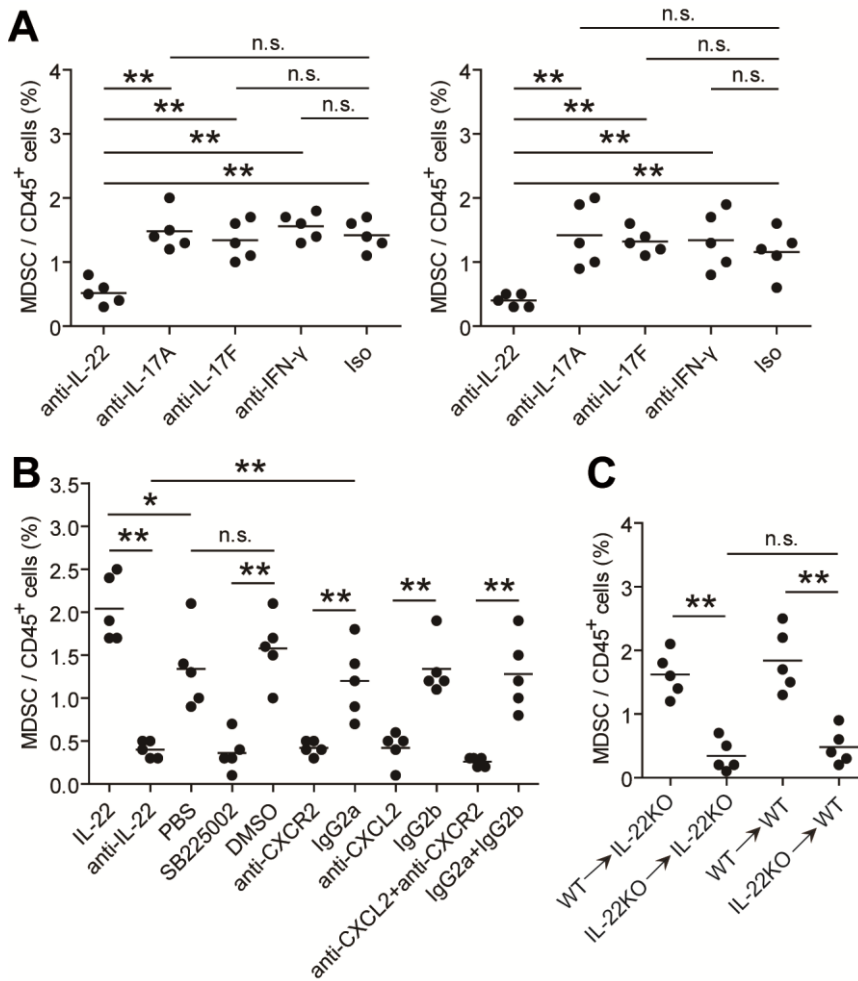 A
n.s.
n.s.
n.s.
**
**
**
**
MDSC / CD45⁺ cells (%)
4
3
2
1
0
anti-IL-22
anti-IL-17A
anti-IL-17F
anti-IFN-γ
Iso
n.s.
n.s.
n.s.
**
**
**
**
MDSC / CD45⁺ cells (%)
4
3
2
1
0
anti-IL-22
anti-IL-17A
anti-IL-17F
anti-IFN-γ
Iso
B
**
*
**
n.s.
**
**
**
**
MDSC / CD45⁺ cells (%)
3.5
3.0
2.5
2.0
1.5
1.0
0.5
0.0
IL-22
anti-IL-22
PBS
SB225002
DMSO
anti-CXCR2
IgG2a
anti-CXCL2
IgG2b
anti-CXCL2+anti-CXCR2
IgG2a+IgG2b
C
n.s.
**
**
MDSC / CD45⁺ cells (%)
4
3
2
1
0
WT → IL-22KO
IL-22KO → IL-22KO
WT → WT
IL-22KO → WT